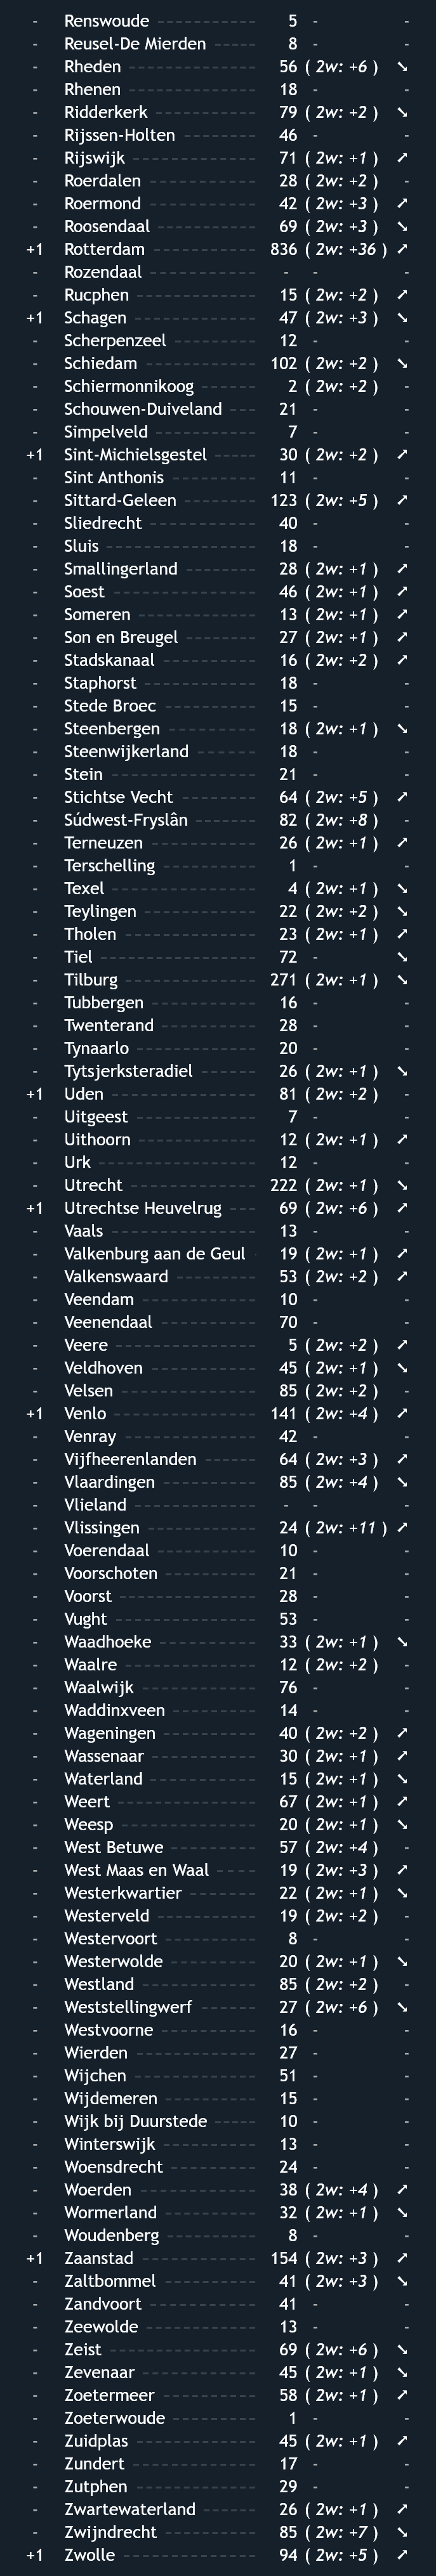 - Renswoude 5 - -
- Reusel-De Mierden 8 - -
- Rheden 56 ( 2w: +6 ) ↘
- Rhenen 18 - -
- Ridderkerk 79 ( 2w: +2 ) ↘
- Rijssen-Holten 46 - -
- Rijswijk 71 ( 2w: +1 ) ↗
- Roerdalen 28 ( 2w: +2 ) -
- Roermond 42 ( 2w: +3 ) ↗
- Roosendaal 69 ( 2w: +3 ) ↘
+1 Rotterdam 836 ( 2w: +36 ) ↗
- Rozendaal - - -
- Rucphen 15 ( 2w: +2 ) ↗
+1 Schagen 47 ( 2w: +3 ) ↘
- Scherpenzeel 12 - -
- Schiedam 102 ( 2w: +2 ) ↘
- Schiermonnikoog 2 ( 2w: +2 ) -
- Schouwen-Duiveland 21 - -
- Simpelveld 7 - -
+1 Sint-Michielsgestel 30 ( 2w: +2 ) ↗
- Sint Anthonis 11 - -
- Sittard-Geleen 123 ( 2w: +5 ) ↗
- Sliedrecht 40 - -
- Sluis 18 - -
- Smallingerland 28 ( 2w: +1 ) ↗
- Soest 46 ( 2w: +1 ) ↗
- Someren 13 ( 2w: +1 ) ↗
- Son en Breugel 27 ( 2w: +1 ) ↗
- Stadskanaal 16 ( 2w: +2 ) ↗
- Staphorst 18 - -
- Stede Broec 15 - -
- Steenbergen 18 ( 2w: +1 ) ↘
- Steenwijkerland 18 - -
- Stein 21 - -
- Stichtse Vecht 64 ( 2w: +5 ) ↗
- Súdwest-Fryslân 82 ( 2w: +8 ) -
- Terneuzen 26 ( 2w: +1 ) ↗
- Terschelling 1 - -
- Texel 4 ( 2w: +1 ) ↘
- Teylingen 22 ( 2w: +2 ) ↘
- Tholen 23 ( 2w: +1 ) ↗
- Tiel 72 - ↘
- Tilburg 271 ( 2w: +1 ) ↘
- Tubbergen 16 - -
- Twenterand 28 - -
- Tynaarlo 20 - -
- Tytsjerksteradiel 26 ( 2w: +1 ) ↘
+1 Uden 81 ( 2w: +2 ) -
- Uitgeest 7 - -
- Uithoorn 12 ( 2w: +1 ) ↗
- Urk 12 - -
- Utrecht 222 ( 2w: +1 ) ↘
+1 Utrechtse Heuvelrug 69 ( 2w: +6 ) ↗
- Vaals 13 - -
- Valkenburg aan de Geul 19 ( 2w: +1 ) ↗
- Valkenswaard 53 ( 2w: +2 ) ↗
- Veendam 10 - -
- Veenendaal 70 - -
- Veere 5 ( 2w: +2 ) ↗
- Veldhoven 45 ( 2w: +1 ) ↘
- Velsen 85 ( 2w: +2 ) -
+1 Venlo 141 ( 2w: +4 ) ↗
- Venray 42 - -
- Vijfheerenlanden 64 ( 2w: +3 ) ↗
- Vlaardingen 85 ( 2w: +4 ) ↘
- Vlieland - - -
- Vlissingen 24 ( 2w: +11 ) ↗
- Voerendaal 10 - -
- Voorschoten 21 - -
- Voorst 28 - -
- Vught 53 - -
- Waadhoeke 33 ( 2w: +1 ) ↘
- Waalre 12 ( 2w: +2 ) -
- Waalwijk 76 - -
- Waddinxveen 14 - -
- Wageningen 40 ( 2w: +2 ) ↗
- Wassenaar 30 ( 2w: +1 ) ↗
- Waterland 15 ( 2w: +1 ) ↘
- Weert 67 ( 2w: +1 ) ↗
- Weesp 20 ( 2w: +1 ) ↘
- West Betuwe 57 ( 2w: +4 ) -
- West Maas en Waal 19 ( 2w: +3 ) ↗
- Westerkwartier 22 ( 2w: +1 ) ↘
- Westerveld 19 ( 2w: +2 ) -
- Westervoort 8 - -
- Westerwolde 20 ( 2w: +1 ) ↘
- Westland 85 ( 2w: +2 ) -
- Weststellingwerf 27 ( 2w: +6 ) ↘
- Westvoorne 16 - -
- Wierden 27 - -
- Wijchen 51 - -
- Wijdemeren 15 - -
- Wijk bij Duurstede 10 - -
- Winterswijk 13 - -
- Woensdrecht 24 - -
- Woerden 38 ( 2w: +4 ) ↗
- Wormerland 32 ( 2w: +1 ) ↘
- Woudenberg 8 - -
+1 Zaanstad 154 ( 2w: +3 ) ↗
- Zaltbommel 41 ( 2w: +3 ) ↘
- Zandvoort 41 - -
- Zeewolde 13 - -
- Zeist 69 ( 2w: +6 ) ↘
- Zevenaar 45 ( 2w: +1 ) ↘
- Zoetermeer 58 ( 2w: +1 ) ↗
- Zoeterwoude 1 - -
- Zuidplas 45 ( 2w: +1 ) ↗
- Zundert 17 - -
- Zutphen 29 - -
- Zwartewaterland 26 ( 2w: +1 ) ↗
- Zwijndrecht 85 ( 2w: +7 ) ↘
+1 Zwolle 94 ( 2w: +5 ) ↗